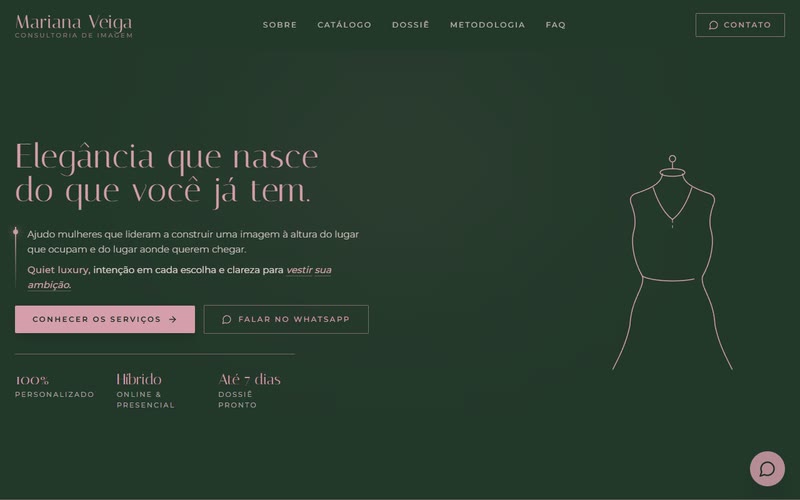 Mariana Veiga
CONSULTORIA DE IMAGEM
SOBRE
CATÁLOGO
DOSSIÊ
METODOLOGIA
FAQ
CONTATO
Elegância que nasce
do que você já tem.
Ajudo mulheres que lideram a construir uma imagem à altura do lugar
que ocupam e do lugar aonde querem chegar.
Quiet luxury, intenção em cada escolha e clareza para vestir sua
ambição.
CONHECER OS SERVIÇOS
FALAR NO WHATSAPP
100%
PERSONALIZADO
Híbrido
ONLINE &
PRESENCIAL
Até 7 dias
DOSSIÊ
PRONTO